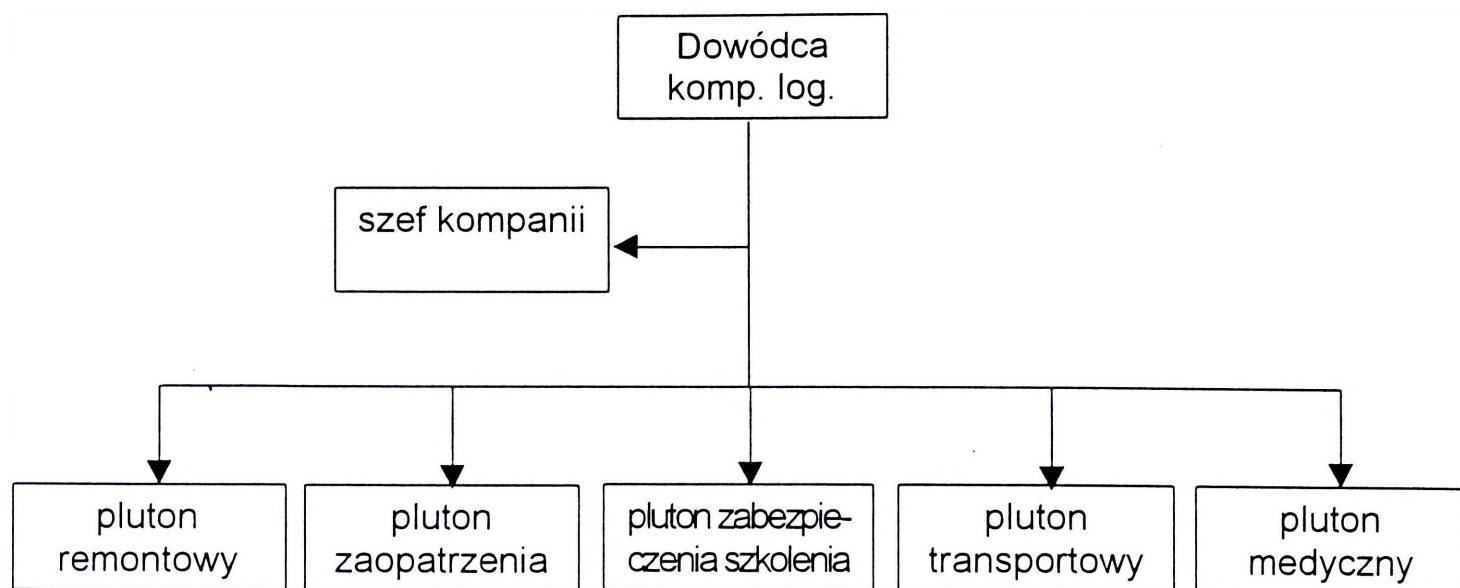 Dowódca
komp. log.
szef kompanii
pluton
remontowy
pluton
zaopatrzenia
pluton zabezpie-
czenia szkolenia
pluton
transportowy
pluton
medyczny